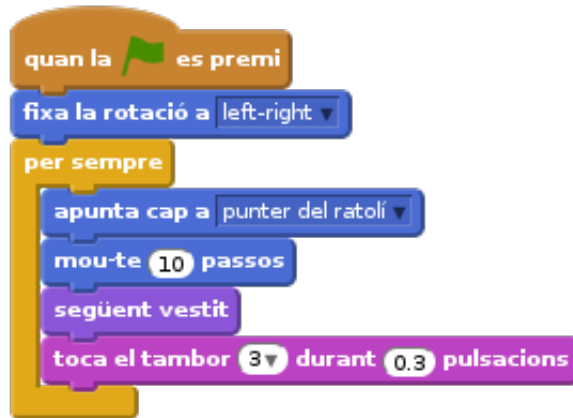 quan la es premi
fixa la rotació a left-right
per sempre
apunta cap a punter del ratolí
mou-te 10 passos
següent vestit
toca el tambor 3 durant 0.3 pulsacions